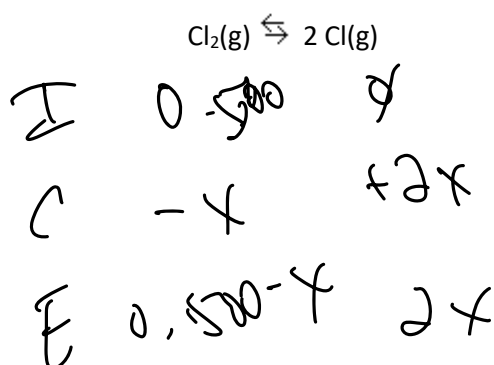 Cl₂(g) ⇆ 2 Cl(g)
I 0.500 0
C - x +2x
E 0.500-x 2x